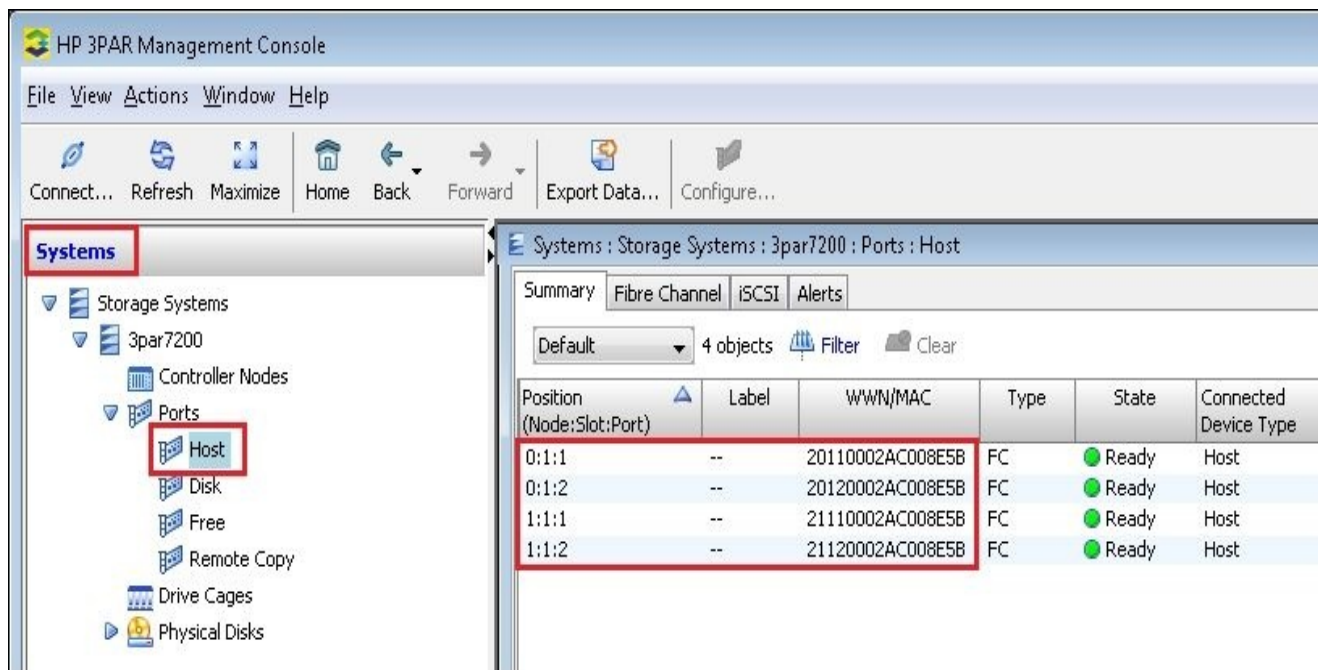 HP 3PAR Management Console
File View Actions Window Help
Connect... Refresh Maximize Home Back Forward Export Data... Configure...
Systems
Storage Systems
3par7200
Controller Nodes
Ports
Host
Disk
Free
Remote Copy
Drive Cages
Physical Disks
Systems : Storage Systems : 3par7200 : Ports : Host
Summary Fibre Channel iSCSI Alerts
Default 4 objects Filter Clear
Position (Node:Slot:Port) Label WWN/MAC Type State Connected Device Type
0:1:1 -- 20110002AC008E5B FC Ready Host
0:1:2 -- 20120002AC008E5B FC Ready Host
1:1:1 -- 21110002AC008E5B FC Ready Host
1:1:2 -- 21120002AC008E5B FC Ready Host